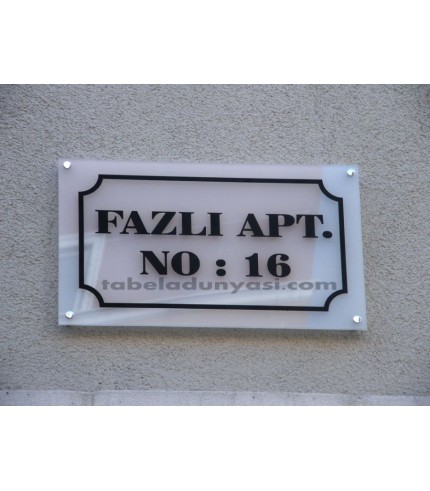 FAZLI APT.
NO : 16
tabeladunyasi.com